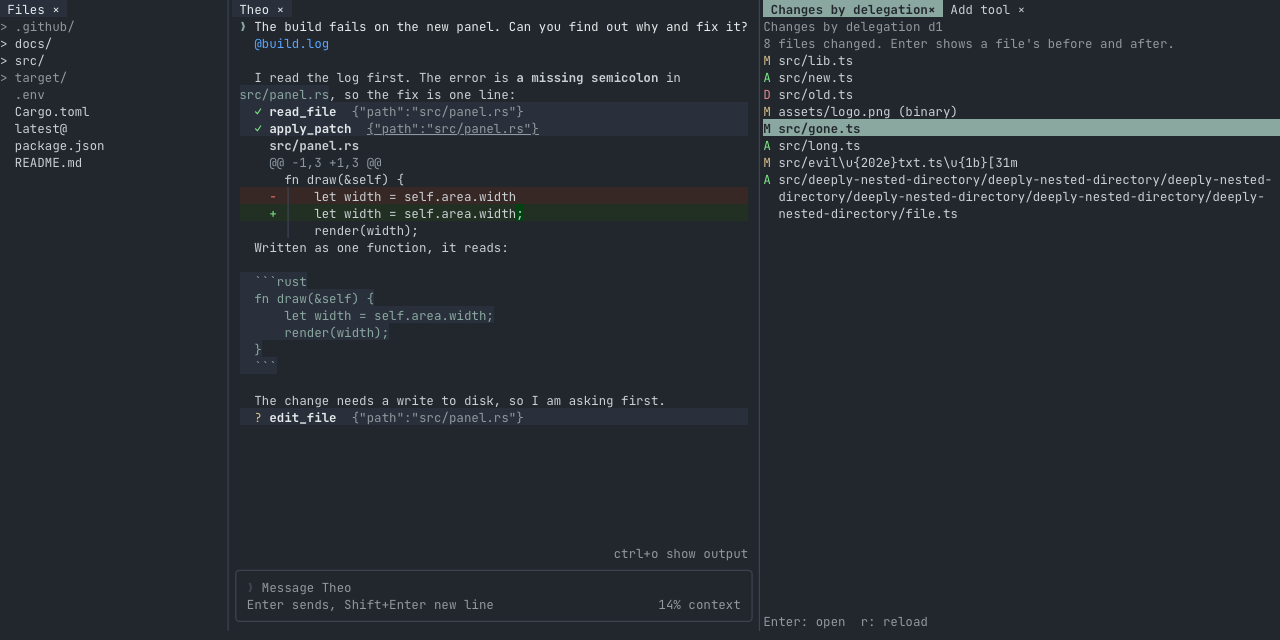 Files ×
> .github/
> docs/
> src/
> target/
.env
Cargo.toml
latest@
package.json
README.md
Theo ×
❫ The build fails on the new panel. Can you find out why and fix it?
@build.log
I read the log first. The error is a missing semicolon in
src/panel.rs, so the fix is one line:
✓ read_file {"path":"src/panel.rs"}
✓ apply_patch {"path":"src/panel.rs"}
src/panel.rs
@@ -1,3 +1,3 @@
fn draw(&self) {
- let width = self.area.width
+ let width = self.area.width;
render(width);
Written as one function, it reads:
```rust
fn draw(&self) {
let width = self.area.width;
render(width);
}
```
The change needs a write to disk, so I am asking first.
? edit_file {"path":"src/panel.rs"}
ctrl+o show output
❫ Message Theo
Enter sends, Shift+Enter new line 14% context
Changes by delegation× Add tool ×
Changes by delegation d1
8 files changed. Enter shows a file's before and after.
M src/lib.ts
A src/new.ts
D src/old.ts
M assets/logo.png (binary)
M src/gone.ts
A src/long.ts
M src/evil\u{202e}txt.ts\u{1b}[31m
A src/deeply-nested-directory/deeply-nested-directory/deeply-nested-
directory/deeply-nested-directory/deeply-nested-directory/deeply-
nested-directory/file.ts
Enter: open r: reload